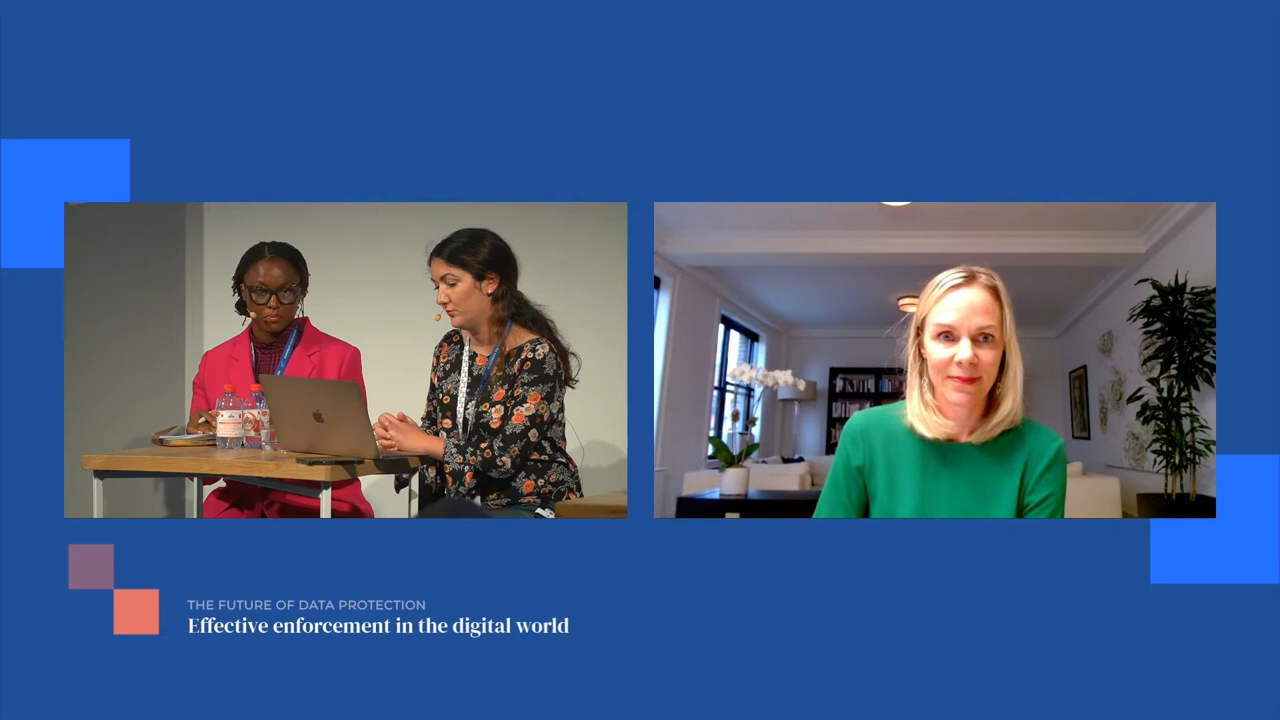 THE FUTURE OF DATA PROTECTION
Effective enforcement in the digital world